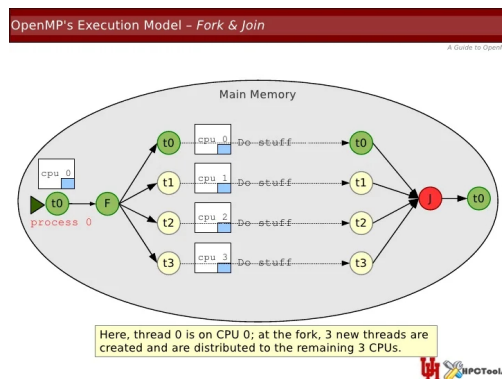 OpenMP's Execution Model – Fork & Join
A Guide to OpenM
Main Memory
t0 cpu 0 Do stuff t0
cpu 0
t1 cpu 1 Do stuff t1
t0 F J t0
process 0
t2 cpu 2 Do stuff t2
t3 cpu 3 Do stuff t3
Here, thread 0 is on CPU 0; at the fork, 3 new threads are
created and are distributed to the remaining 3 CPUs.
UH HPCTools